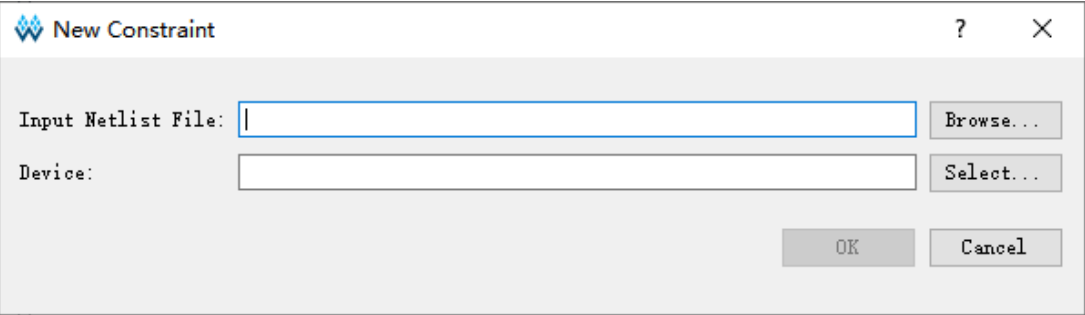 New Constraint ?
Input Netlist File: Browse...
Device: Select...
OK Cancel